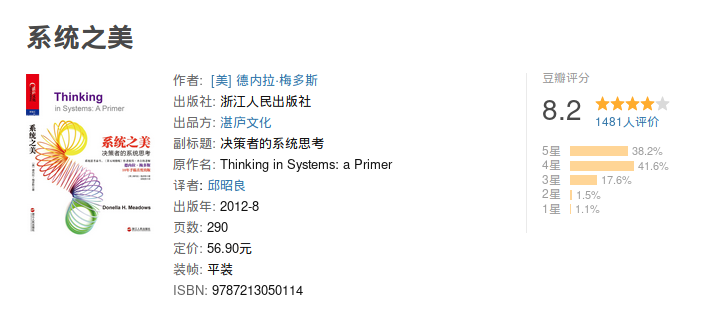 系统之美
Thinking
in Systems: A Primer
系统之美
系统之美
决策者的系统思考
Donella H. Meadows
作者: [美] 德内拉·梅多斯
出版社: 浙江人民出版社
出品方: 湛庐文化
副标题: 决策者的系统思考
原作名: Thinking in Systems: a Primer
译者: 邱昭良
出版年: 2012-8
页数: 290
定价: 56.90元
装帧: 平装
ISBN: 9787213050114
豆瓣评分
8.2
1481人评价
5星 38.2%
4星 41.6%
3星 17.6%
2星 1.5%
1星 1.1%